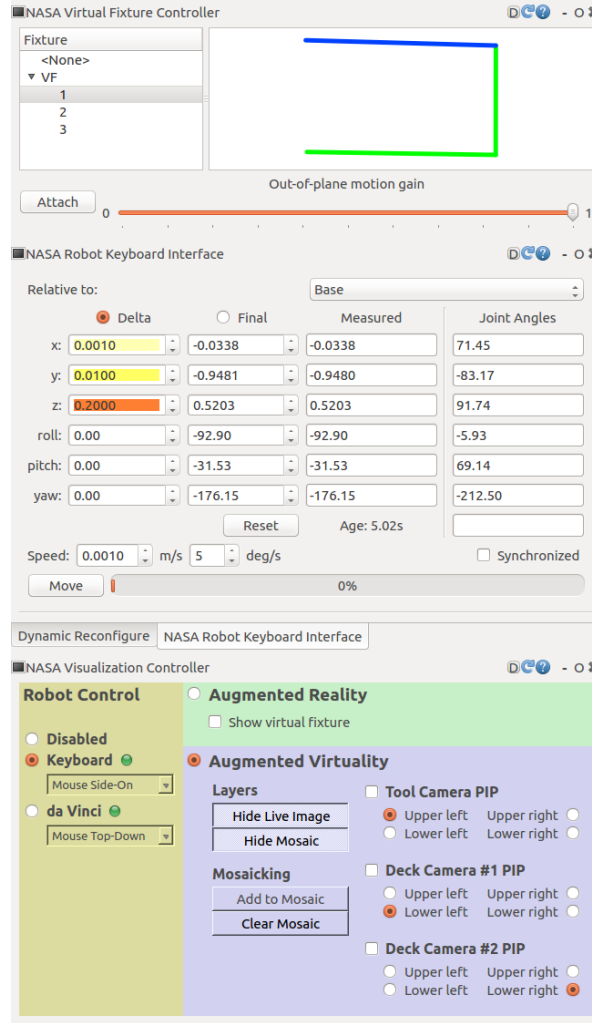 NASA Virtual Fixture Controller
D
?
- O
Fixture
<None>
VF
1
2
3
Out-of-plane motion gain
Attach
0
1
NASA Robot Keyboard Interface
D
?
- O
Relative to:
Base
Delta Final Measured Joint Angles
x: 0.0010 -0.0338 -0.0338 71.45
y: 0.0100 -0.9481 -0.9480 -83.17
z: 0.2000 0.5203 0.5203 91.74
roll: 0.00 -92.90 -92.90 -5.93
pitch: 0.00 -31.53 -31.53 69.14
yaw: 0.00 -176.15 -176.15 -212.50
Reset Age: 5.02s
Speed: 0.0010 m/s 5 deg/s Synchronized
Move 0%
Dynamic Reconfigure NASA Robot Keyboard Interface
NASA Visualization Controller
D
?
- O
Robot Control
Disabled
Keyboard
Mouse Side-On
da Vinci
Mouse Top-Down
Augmented Reality
Show virtual fixture
Augmented Virtuality
Layers
Hide Live Image
Hide Mosaic
Mosaicking
Add to Mosaic
Clear Mosaic
Tool Camera PIP
Upper left Upper right
Lower left Lower right
Deck Camera #1 PIP
Upper left Upper right
Lower left Lower right
Deck Camera #2 PIP
Upper left Upper right
Lower left Lower right